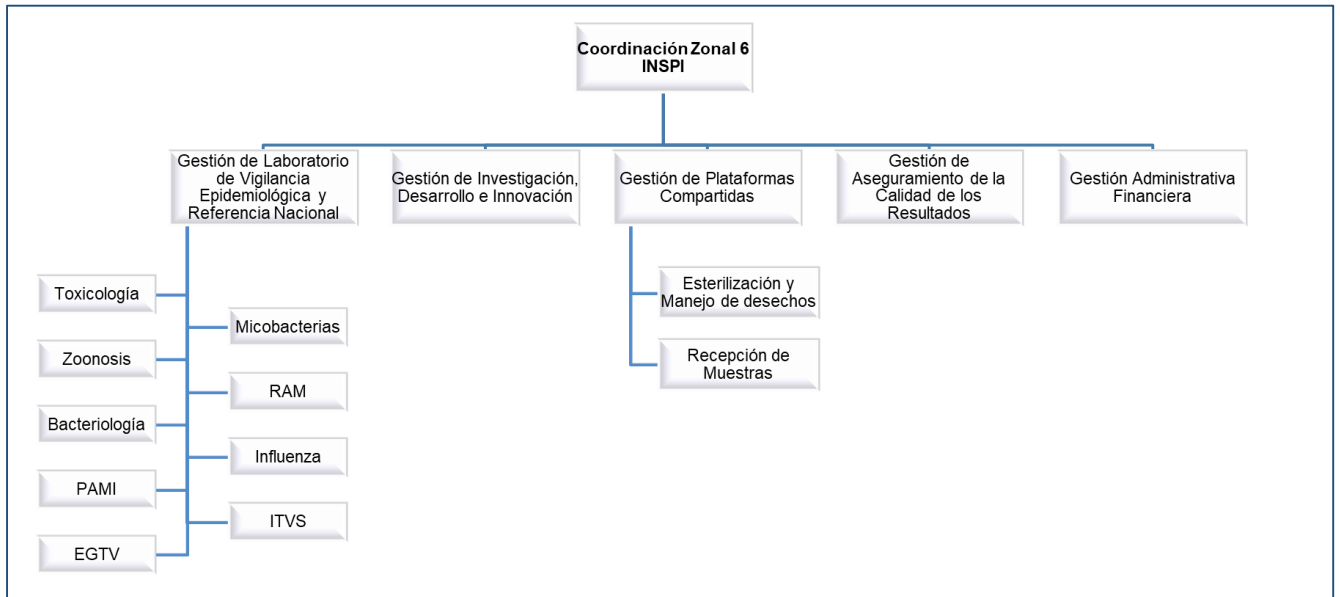 Coordinación Zonal 6
INSPI
Gestión de Laboratorio
de Vigilancia
Epidemiológica y
Referencia Nacional
Gestión de Investigación,
Desarrollo e Innovación
Gestión de Plataformas
Compartidas
Gestión de
Aseguramiento de la
Calidad de los
Resultados
Gestión Administrativa
Financiera
Toxicología
Zoonosis
Bacteriología
PAMI
EGTV
Micobacterias
RAM
Influenza
ITVS
Esterilización y
Manejo de desechos
Recepción de
Muestras